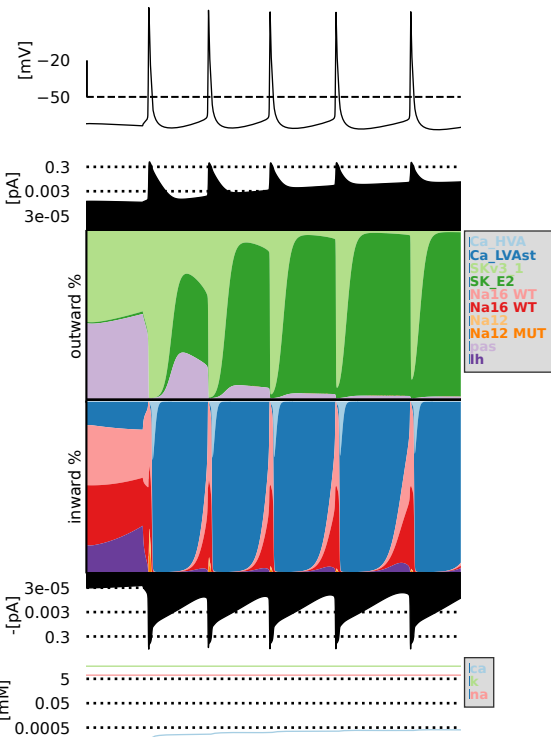 [mV]
−20
−50
[pA]
0.3
0.003
3e-05
outward %
Ca_HVA
Ca_LVAst
SKv3_1
SK_E2
Na16 WT
Na16 WT
Na12
Na12 MUT
pas
Ih
inward %
-[pA]
3e-05
0.003
0.3
[mM]
5
0.05
0.0005
ca
k
na